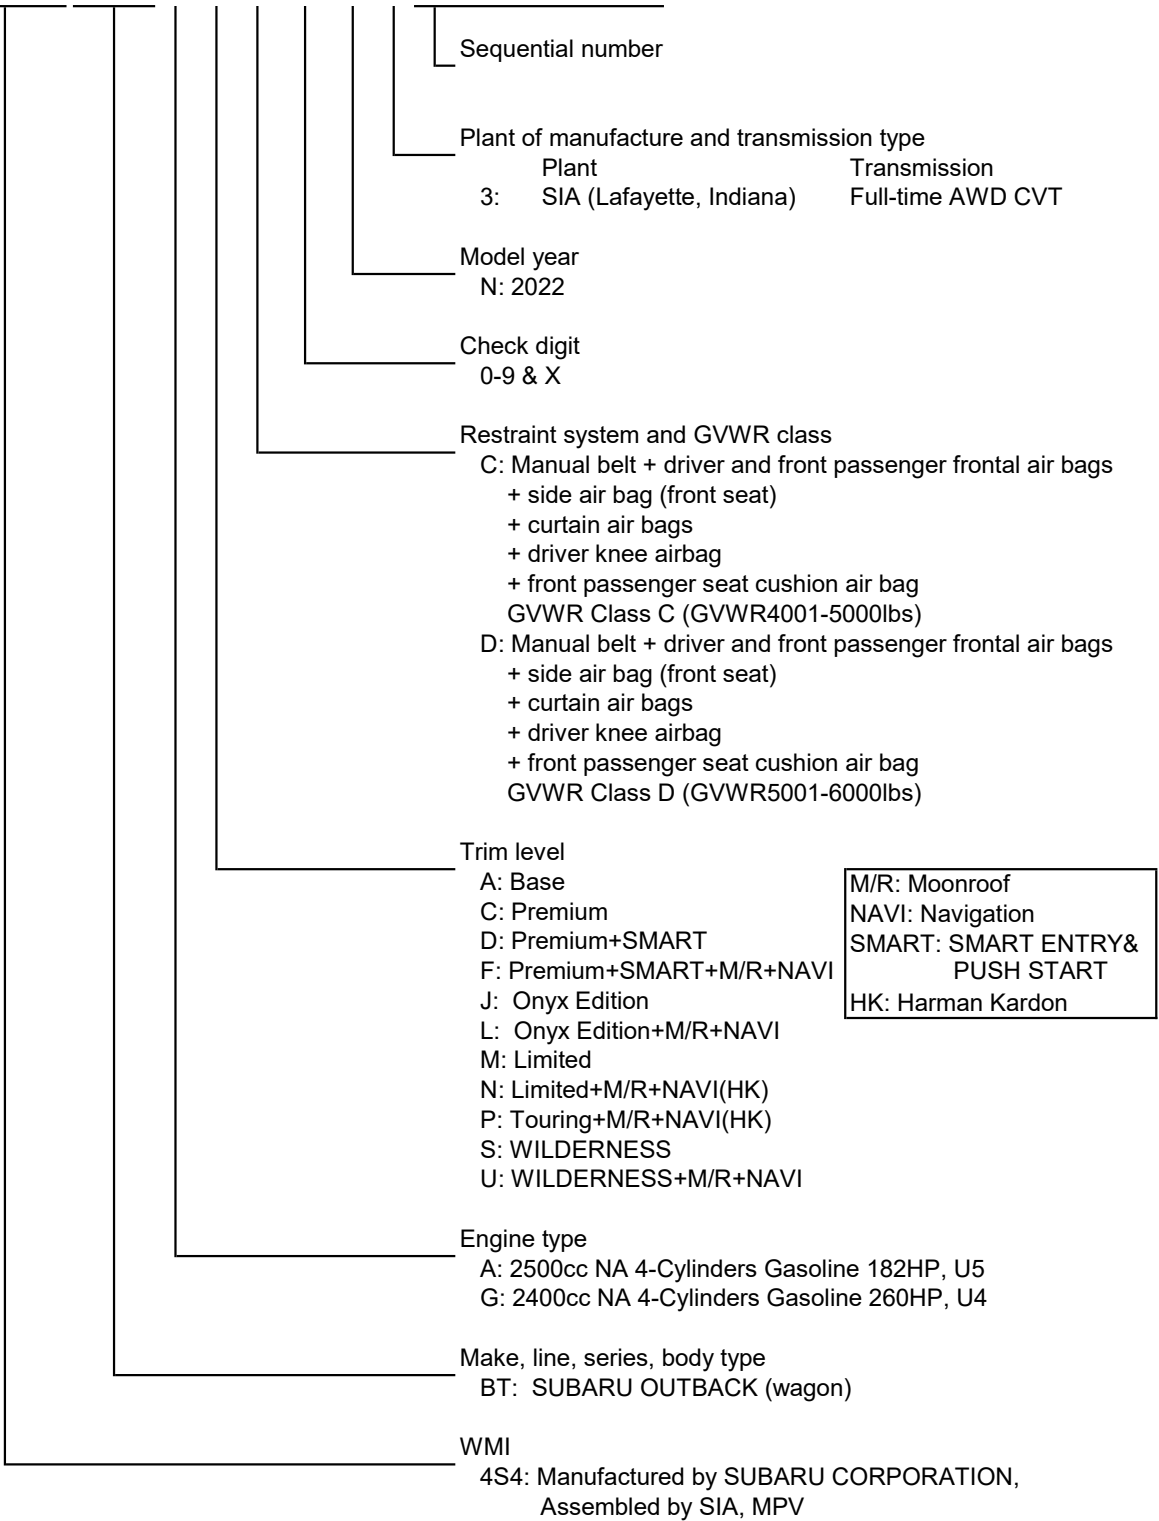 Sequential number
Plant of manufacture and transmission type
Plant Transmission
3: SIA (Lafayette, Indiana) Full-time AWD CVT
Model year
N: 2022
Check digit
0-9 & X
Restraint system and GVWR class
C: Manual belt + driver and front passenger frontal air bags
+ side air bag (front seat)
+ curtain air bags
+ driver knee airbag
+ front passenger seat cushion air bag
GVWR Class C (GVWR4001-5000lbs)
D: Manual belt + driver and front passenger frontal air bags
+ side air bag (front seat)
+ curtain air bags
+ driver knee airbag
+ front passenger seat cushion air bag
GVWR Class D (GVWR5001-6000lbs)
Trim level
A: Base
C: Premium
D: Premium+SMART
F: Premium+SMART+M/R+NAVI
J: Onyx Edition
L: Onyx Edition+M/R+NAVI
M: Limited
N: Limited+M/R+NAVI(HK)
P: Touring+M/R+NAVI(HK)
S: WILDERNESS
U: WILDERNESS+M/R+NAVI
M/R: Moonroof
NAVI: Navigation
SMART: SMART ENTRY&
PUSH START
HK: Harman Kardon
Engine type
A: 2500cc NA 4-Cylinders Gasoline 182HP, U5
G: 2400cc NA 4-Cylinders Gasoline 260HP, U4
Make, line, series, body type
BT: SUBARU OUTBACK (wagon)
WMI
4S4: Manufactured by SUBARU CORPORATION,
Assembled by SIA, MPV